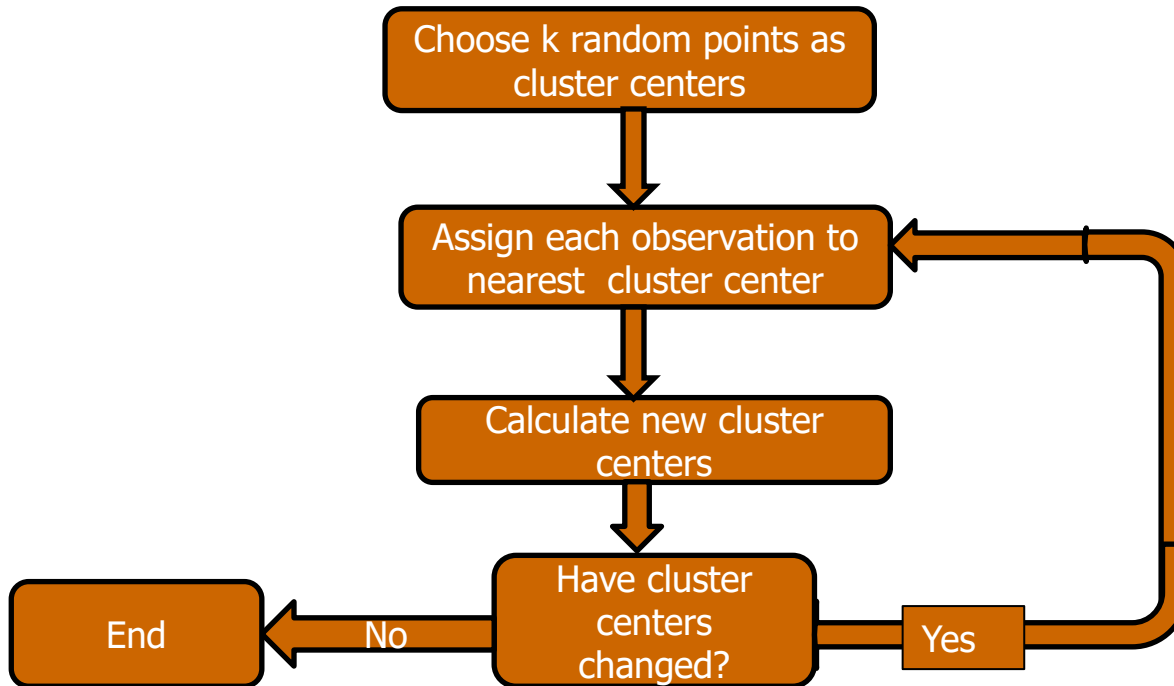 Choose k random points as
cluster centers
Assign each observation to
nearest  cluster center
Calculate new cluster
centers
Have cluster
centers
changed?
No
End
Yes